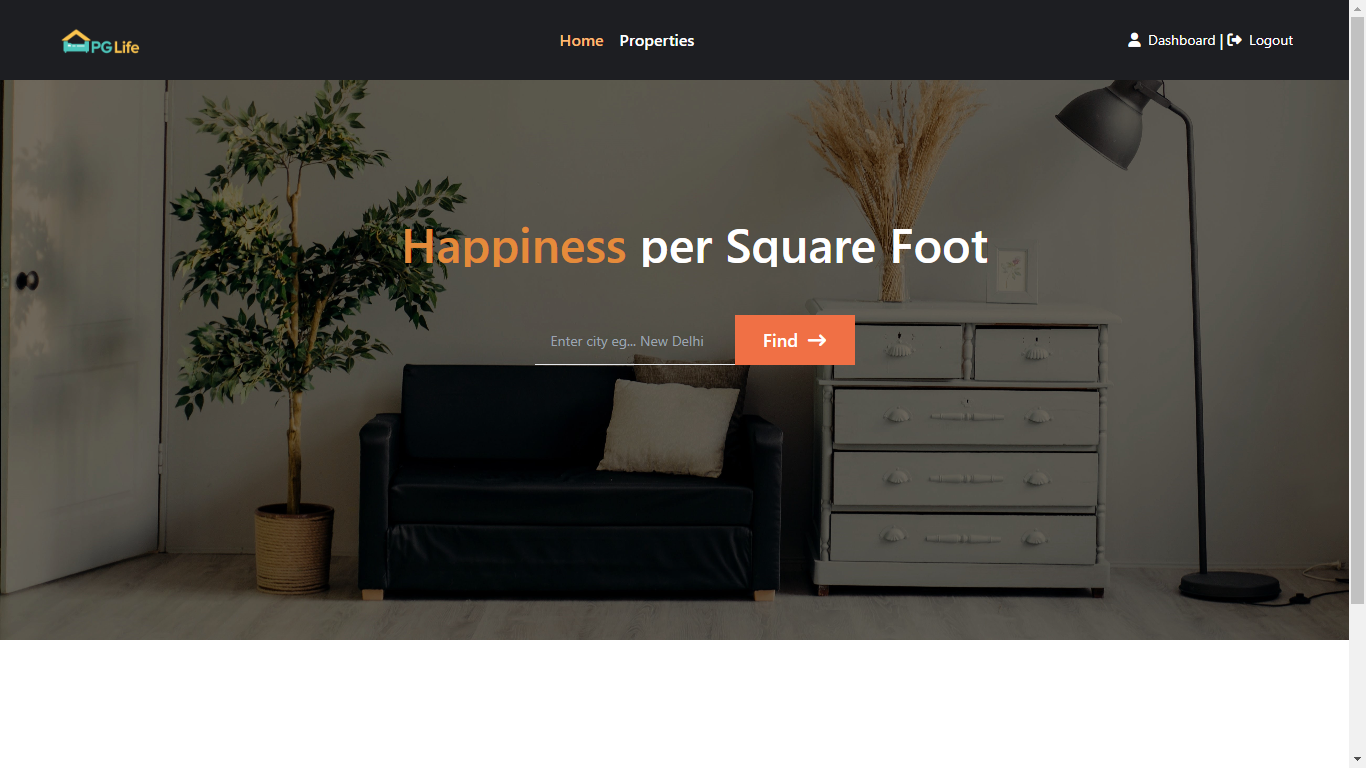 PG Life
Home Properties
Dashboard | Logout
Happiness per Square Foot
Enter city eg... New Delhi
Find →